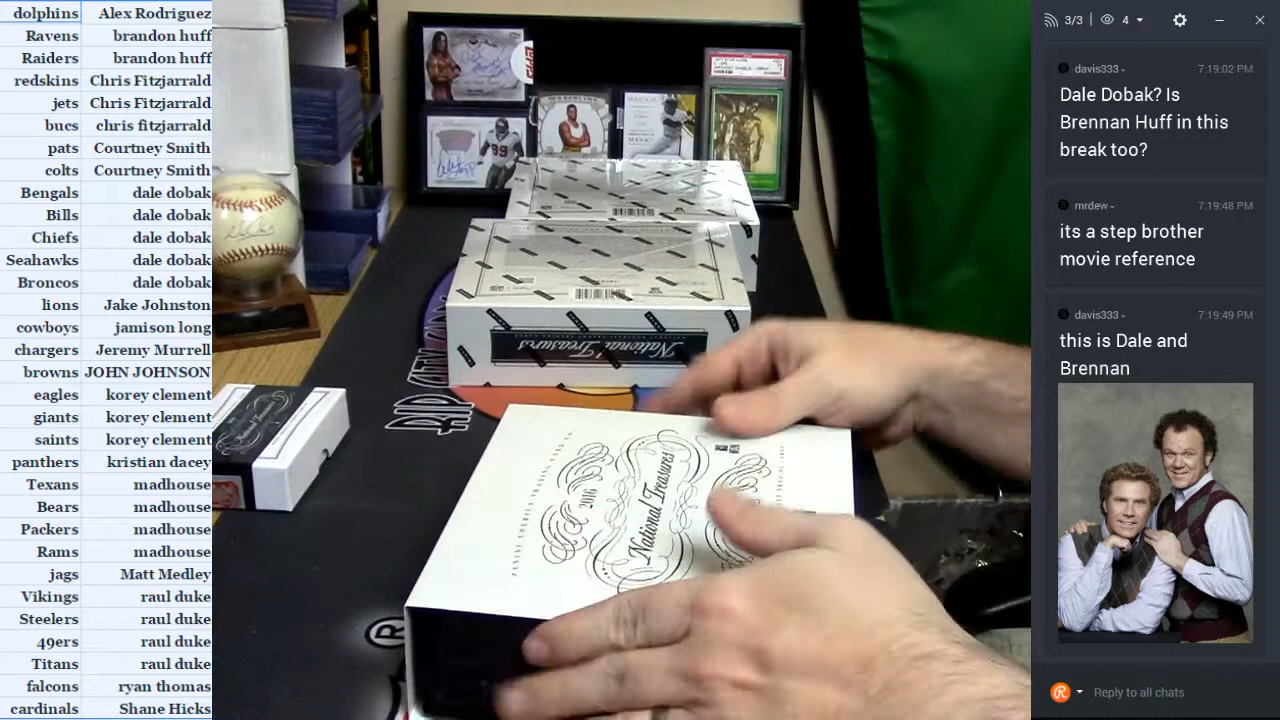 dolphins Alex Rodriguez
Ravens brandon huff
Raiders brandon huff
redskins Chris Fitzjarrald
jets Chris Fitzjarrald
bucs chris fitzjarrald
pats Courtney Smith
colts Courtney Smith
Bengals dale dobak
Bills dale dobak
Chiefs dale dobak
Seahawks dale dobak
Broncos dale dobak
lions Jake Johnston
cowboys jamison long
chargers Jeremy Murrell
browns JOHN JOHNSON
eagles korey clement
giants korey clement
saints korey clement
panthers kristian dacey
Texans madhouse
Bears madhouse
Packers madhouse
Rams madhouse
jags Matt Medley
Vikings raul duke
Steelers raul duke
49ers raul duke
Titans raul duke
falcons ryan thomas
cardinals Shane Hicks
National Treasures
National Treasures
RIP CITY
2016
National Treasures
®
3/3
4
davis333 7:19:02 PM
Dale Dobak? Is
Brennan Huff in this
break too?
mrdew 7:19:48 PM
its a step brother
movie reference
davis333 7:19:49 PM
this is Dale and
Brennan
Reply to all chats